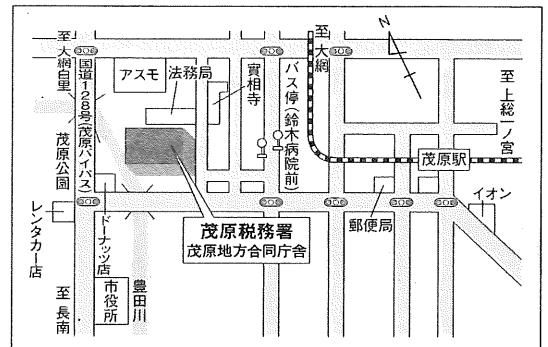 至大網白里
国道128号(茂原バイパス)
アスモ
法務局
實相寺
バス停(鈴木病院前)
至大網
N
至上総一ノ宮
茂原公園
茂原駅
レンタカー店
ドーナッツ店
茂原税務署
茂原地方合同庁舎
郵便局
イオン
至長南
市役所
豊田川